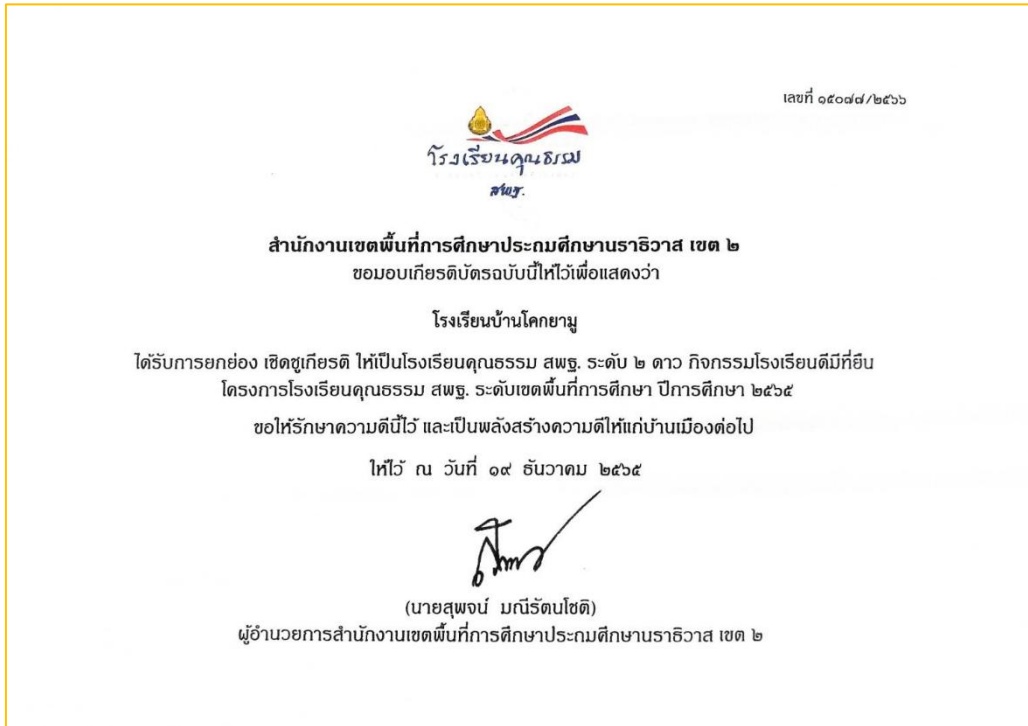 เลขที่ ๑๕๐๗๗/๒๕๖๖
โรงเรียนคุณธรรม
สพฐ.
สำนักงานเขตพื้นที่การศึกษาประถมศึกษานราธิวาส เขต ๒
ขอมอบเกียรติบัตรฉบับนี้ให้ไว้เพื่อแสดงว่า
โรงเรียนบ้านโคกยามู
ได้รับการยกย่อง เชิดชูเกียรติ ให้เป็นโรงเรียนคุณธรรม สพฐ. ระดับ ๒ ดาว กิจกรรมโรงเรียนดีมีที่ยืน
โครงการโรงเรียนคุณธรรม สพฐ. ระดับเขตพื้นที่การศึกษา ปีการศึกษา ๒๕๖๕
ขอให้รักษาความดีนี้ไว้ และเป็นพลังสร้างความดีให้แก่บ้านเมืองต่อไป
ให้ไว้ ณ วันที่ ๑๙ ธันวาคม ๒๕๖๕
(นายสุพจน์ มณีรัตนโชติ)
ผู้อำนวยการสำนักงานเขตพื้นที่การศึกษาประถมศึกษานราธิวาส เขต ๒